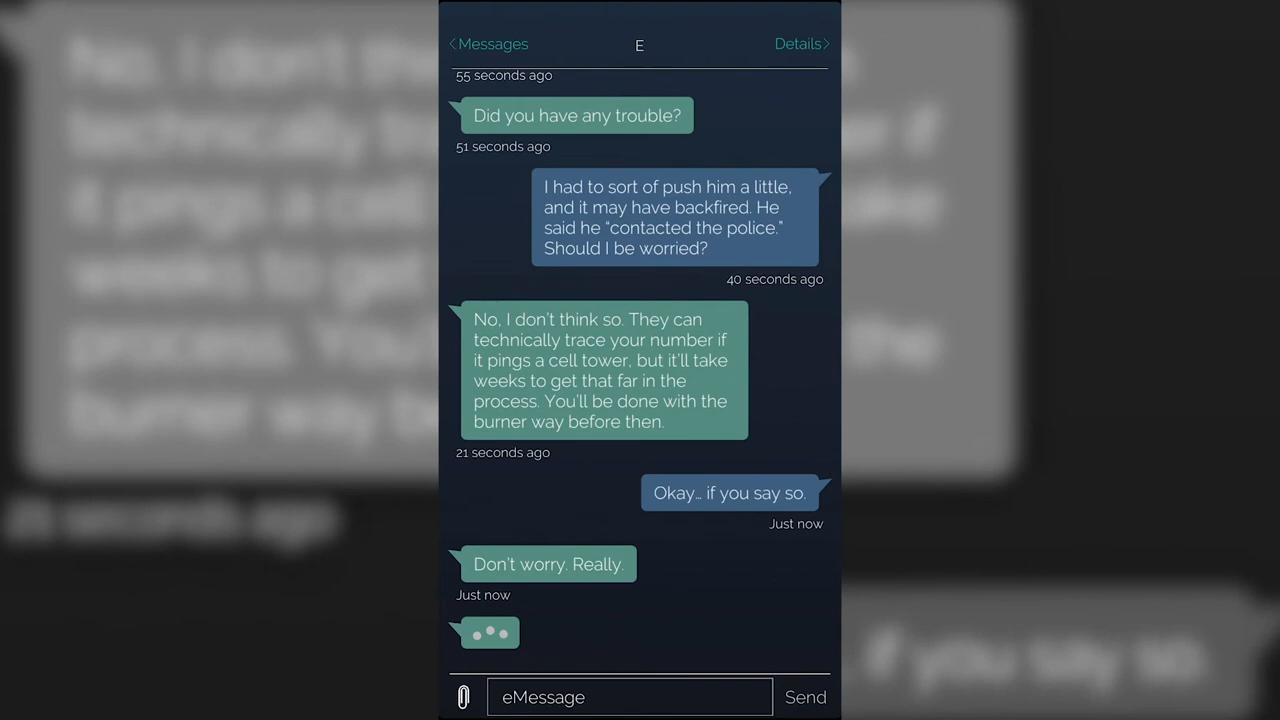 Messages
E
Details
55 seconds ago
Did you have any trouble?
51 seconds ago
I had to sort of push him a little,
and it may have backfired. He
said he “contacted the police.”
Should I be worried?
40 seconds ago
No, I don't think so. They can
technically trace your number if
it pings a cell tower, but it'll take
weeks to get that far in the
process. You'll be done with the
burner way before then.
21 seconds ago
Okay… if you say so.
Just now
Don't worry. Really.
Just now
eMessage
Send